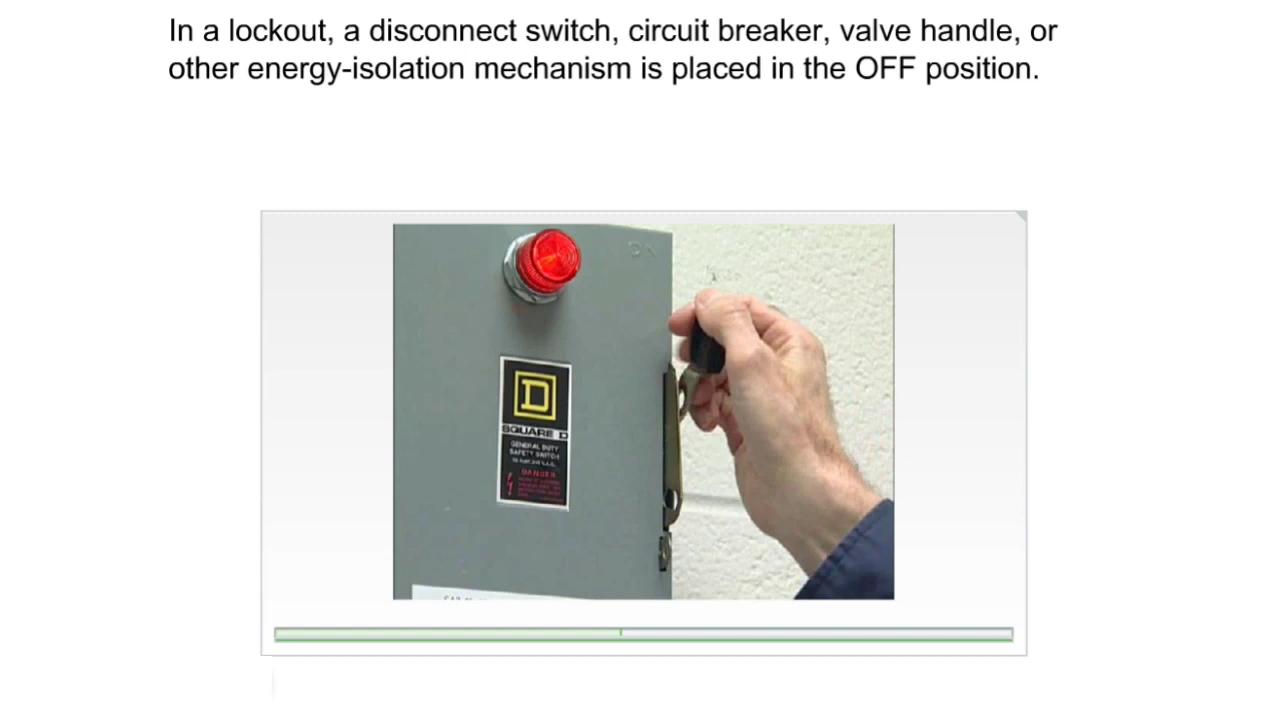 In a lockout, a disconnect switch, circuit breaker, valve handle, or
other energy-isolation mechanism is placed in the OFF position.
D
SQUARE D
GENERAL DUTY
SAFETY SWITCH
DANGER